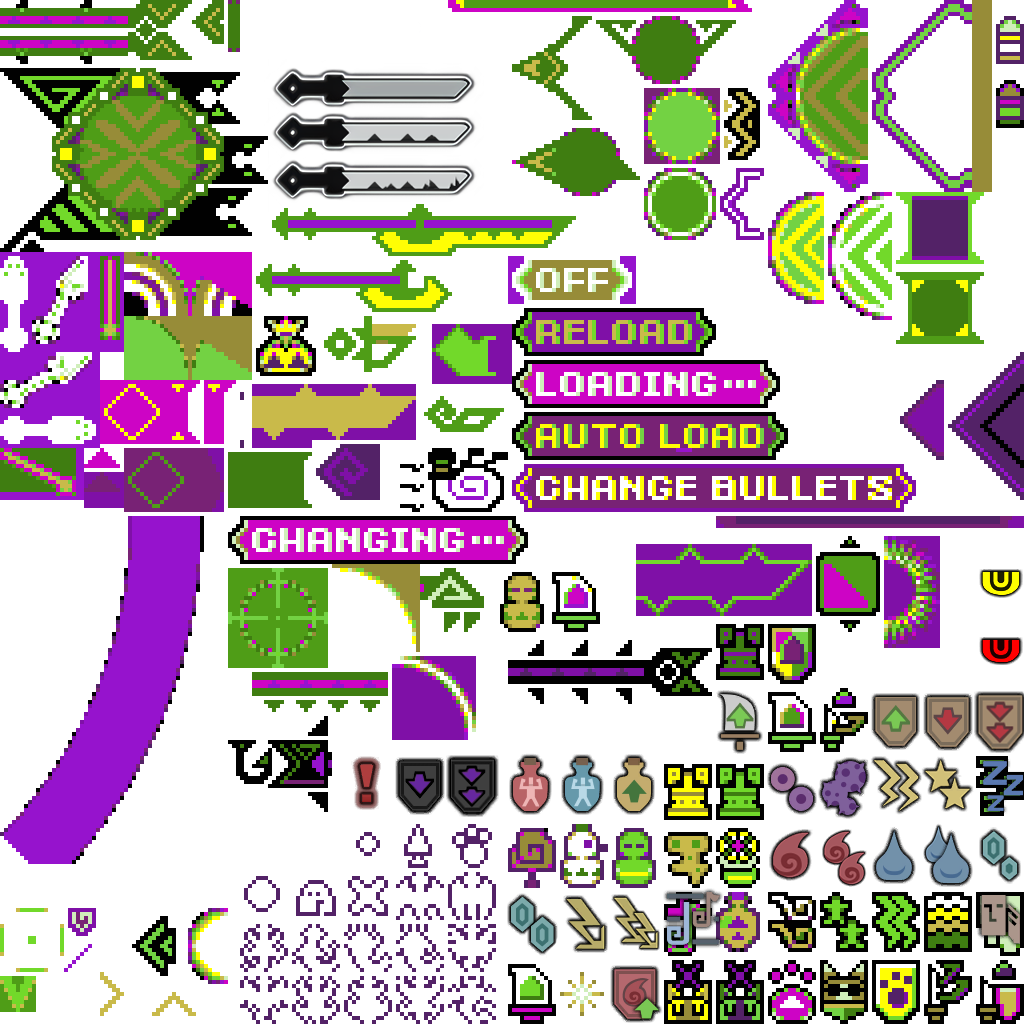 OFF
RELOAD
LOADING...
AUTO LOAD
CHANGE BULLETS
CHANGING...